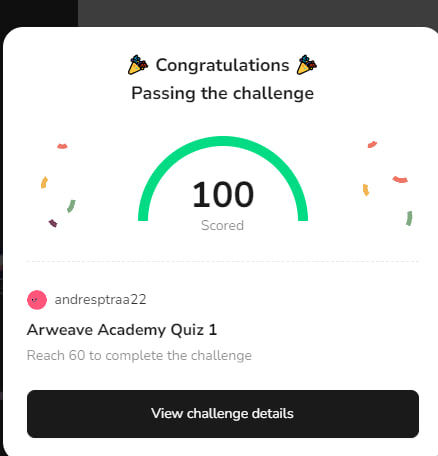 Congratulations
Passing the challenge
100
Scored
andresptraa22
Arweave Academy Quiz 1
Reach 60 to complete the challenge
View challenge details